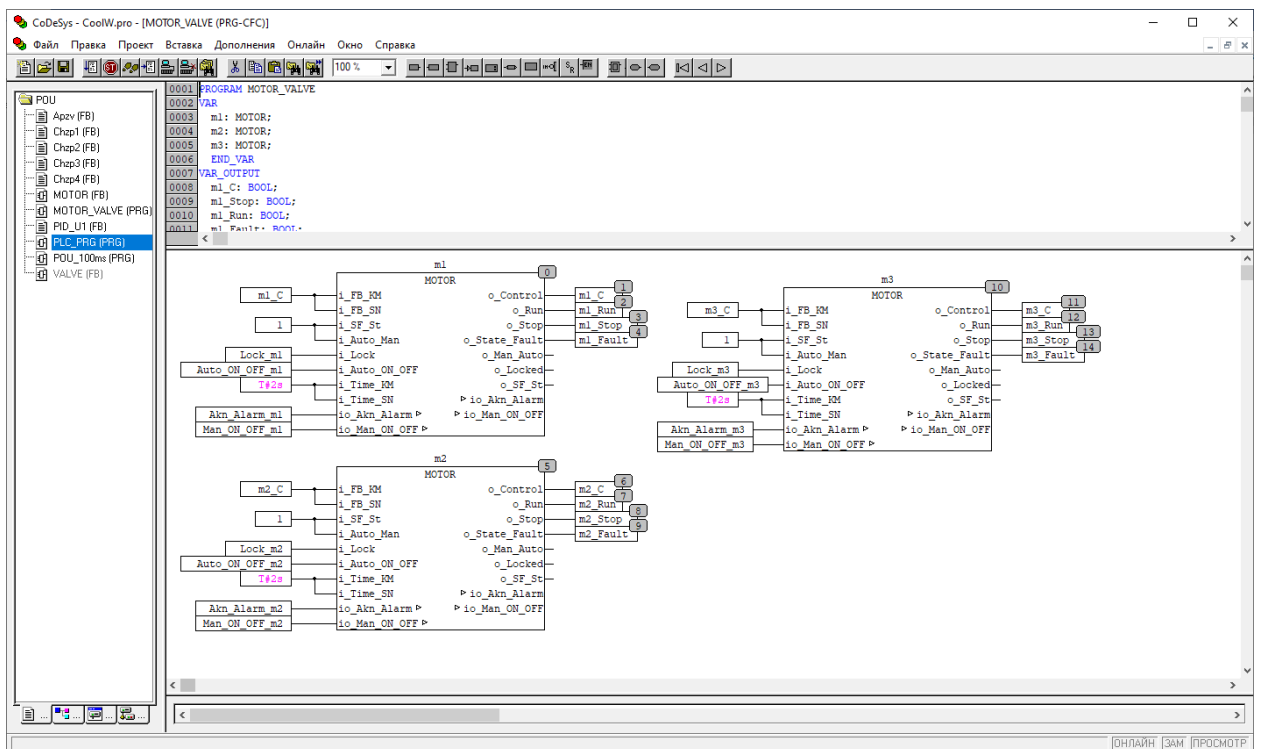 CoDeSys - CoolW.pro - [MOTOR_VALVE (PRG-CFC)]
Файл Правка Проект Вставка Дополнения Онлайн Окно Справка
100 %
POU
Apzv (FB)
Chzp1 (FB)
Chzp2 (FB)
Chzp3 (FB)
Chzp4 (FB)
MOTOR (FB)
MOTOR_VALVE (PRG)
PID_U1 (FB)
PLC_PRG (PRG)
POU_100ms (PRG)
VALVE (FB)
0001 PROGRAM MOTOR_VALVE
0002 VAR
0003 m1: MOTOR;
0004 m2: MOTOR;
0005 m3: MOTOR;
0006 END_VAR
0007 VAR_OUTPUT
0008 m1_C: BOOL;
0009 m1_Stop: BOOL;
0010 m1_Run: BOOL;
0011 m1_Fault: BOOL;
m1
0
MOTOR
1
m1_C i_FB_KM o_Control m1_C
2
i_FB_SN o_Run m1_Run
3
1 i_SF_St o_Stop m1_Stop
4
i_Auto_Man o_State_Fault m1_Fault
Lock_m1 i_Lock o_Man_Auto
Auto_ON_OFF_m1 i_Auto_ON_OFF o_Locked
T#2s i_Time_KM o_SF_St
i_Time_SN io_Akn_Alarm
Akn_Alarm_m1 io_Akn_Alarm io_Man_ON_OFF
Man_ON_OFF_m1 io_Man_ON_OFF
m3
10
MOTOR
11
m3_C i_FB_KM o_Control m3_C
12
i_FB_SN o_Run m3_Run
13
1 i_SF_St o_Stop m3_Stop
14
i_Auto_Man o_State_Fault m3_Fault
Lock_m3 i_Lock o_Man_Auto
Auto_ON_OFF_m3 i_Auto_ON_OFF o_Locked
T#2s i_Time_KM o_SF_St
i_Time_SN io_Akn_Alarm
Akn_Alarm_m3 io_Akn_Alarm io_Man_ON_OFF
Man_ON_OFF_m3 io_Man_ON_OFF
m2
5
MOTOR
6
m2_C i_FB_KM o_Control m2_C
7
i_FB_SN o_Run m2_Run
8
1 i_SF_St o_Stop m2_Stop
9
i_Auto_Man o_State_Fault m2_Fault
Lock_m2 i_Lock o_Man_Auto
Auto_ON_OFF_m2 i_Auto_ON_OFF o_Locked
T#2s i_Time_KM o_SF_St
i_Time_SN io_Akn_Alarm
Akn_Alarm_m2 io_Akn_Alarm io_Man_ON_OFF
Man_ON_OFF_m2 io_Man_ON_OFF
ОНЛАЙН ЗАМ ПРОСМОТР